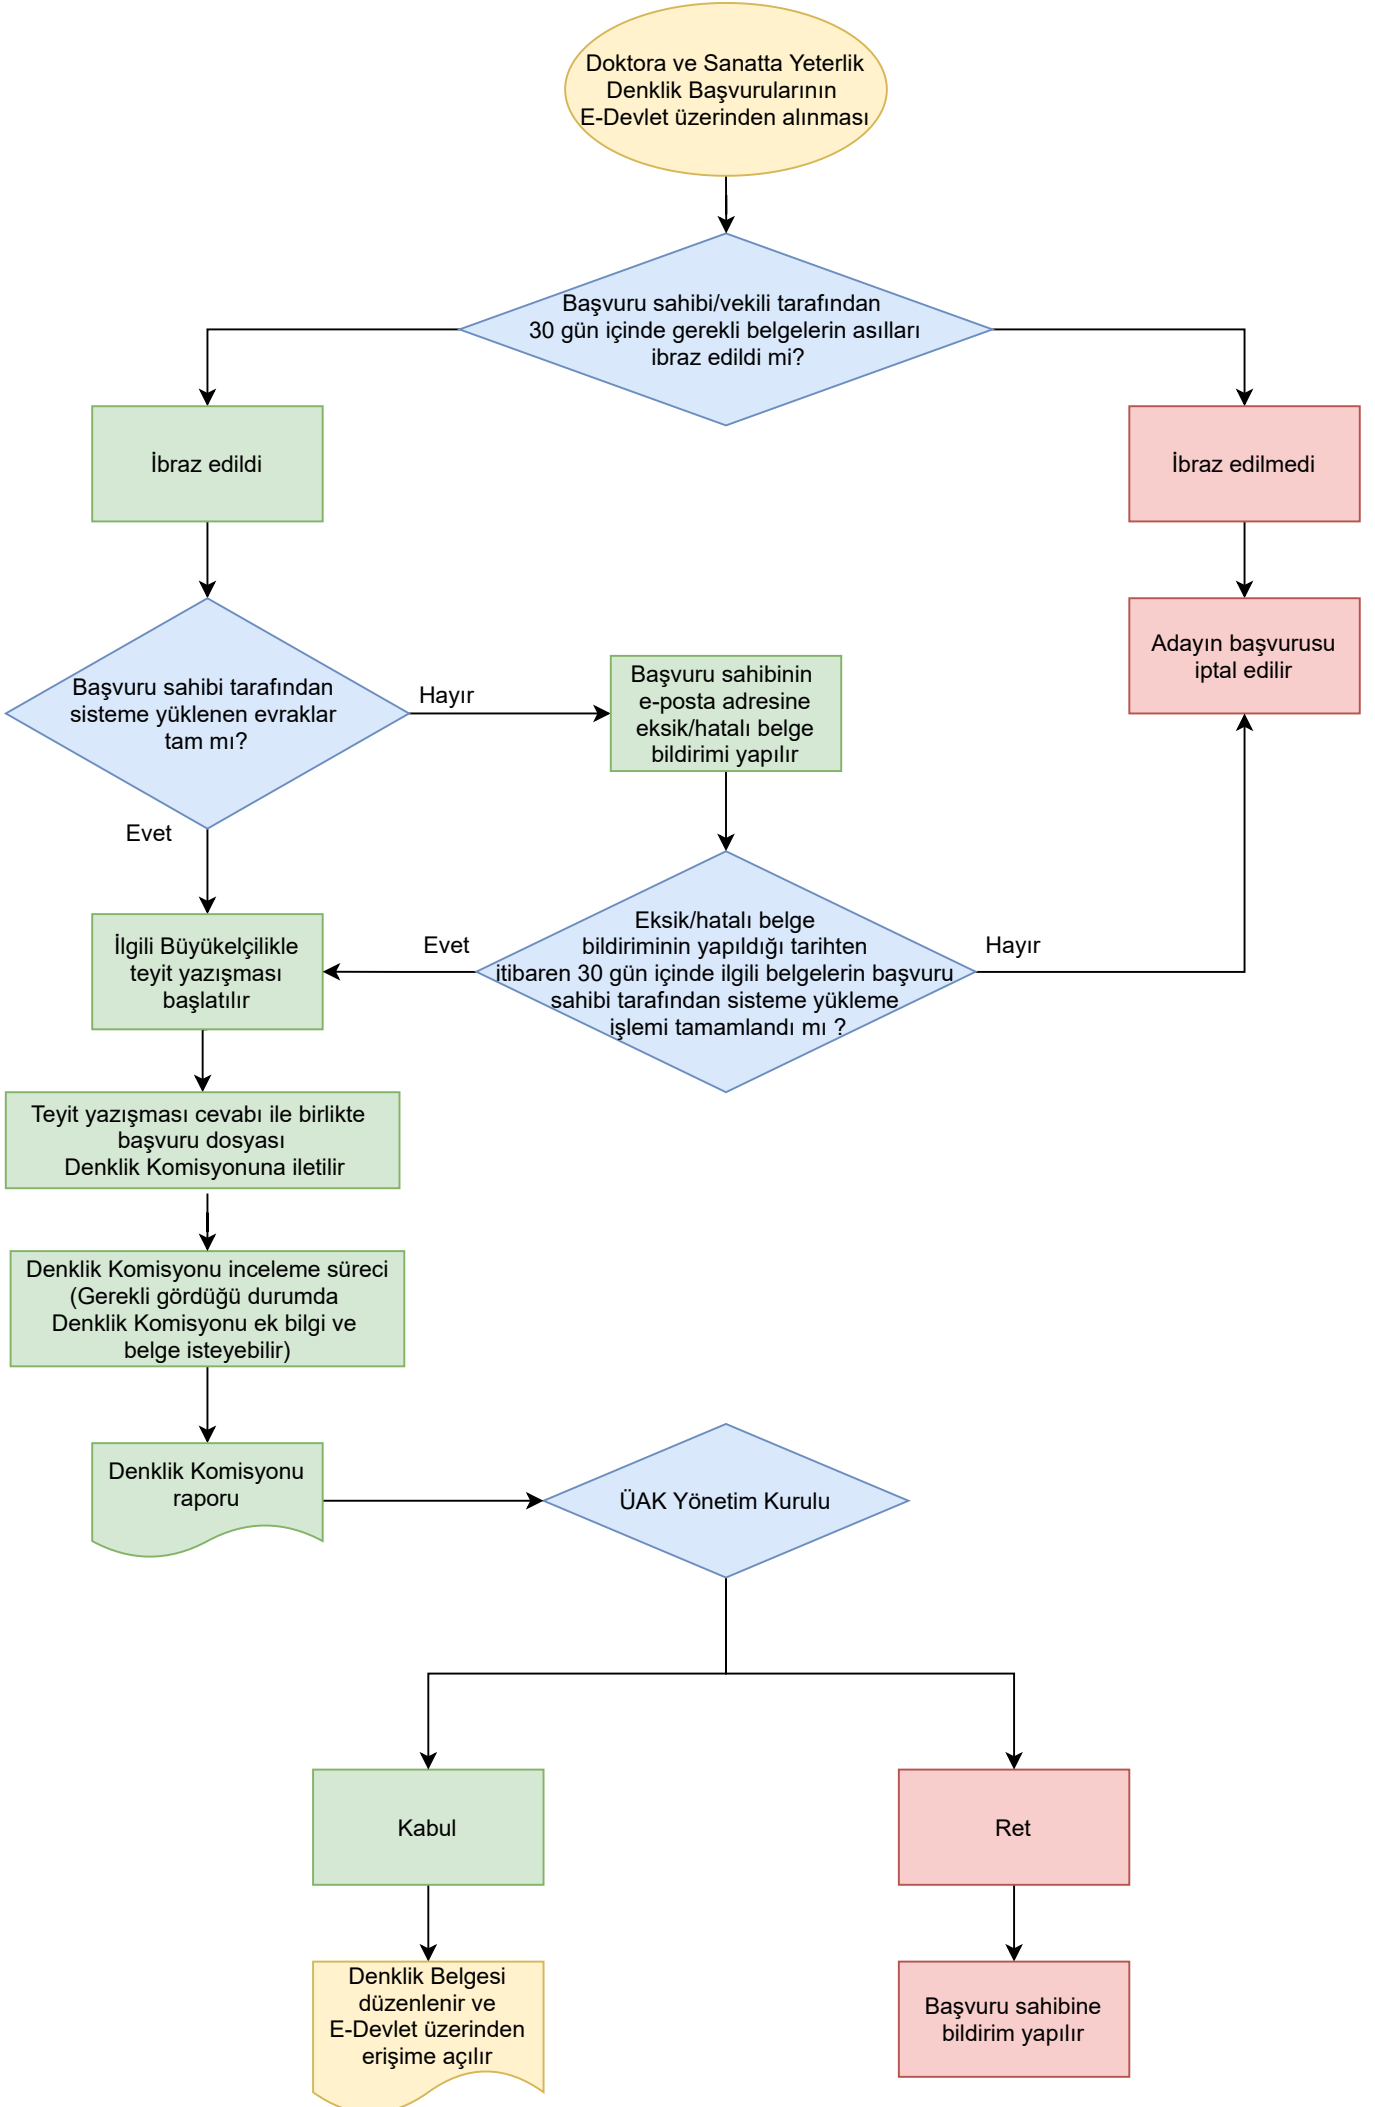 Doktora ve Sanatta Yeterlik
Denklik Başvurularının
E-Devlet üzerinden alınması
Başvuru sahibi/vekili tarafından
30 gün içinde gerekli belgelerin asılları
ibraz edildi mi?
İbraz edildi
İbraz edilmedi
Adayın başvurusu
iptal edilir
Başvuru sahibi tarafından
sisteme yüklenen evraklar
tam mı?
Hayır
Başvuru sahibinin
e-posta adresine
eksik/hatalı belge
bildirimi yapılır
Evet
Eksik/hatalı belge
bildiriminin yapıldığı tarihten
itibaren 30 gün içinde ilgili belgelerin başvuru
sahibi tarafından sisteme yükleme
işlemi tamamlandı mı ?
Evet
Hayır
İlgili Büyükelçilikle
teyit yazışması
başlatılır
Teyit yazışması cevabı ile birlikte
başvuru dosyası
Denklik Komisyonuna iletilir
Denklik Komisyonu inceleme süreci
(Gerekli gördüğü durumda
Denklik Komisyonu ek bilgi ve
belge isteyebilir)
Denklik Komisyonu
raporu
ÜAK Yönetim Kurulu
Kabul
Ret
Denklik Belgesi
düzenlenir ve
E-Devlet üzerinden
erişime açılır
Başvuru sahibine
bildirim yapılır